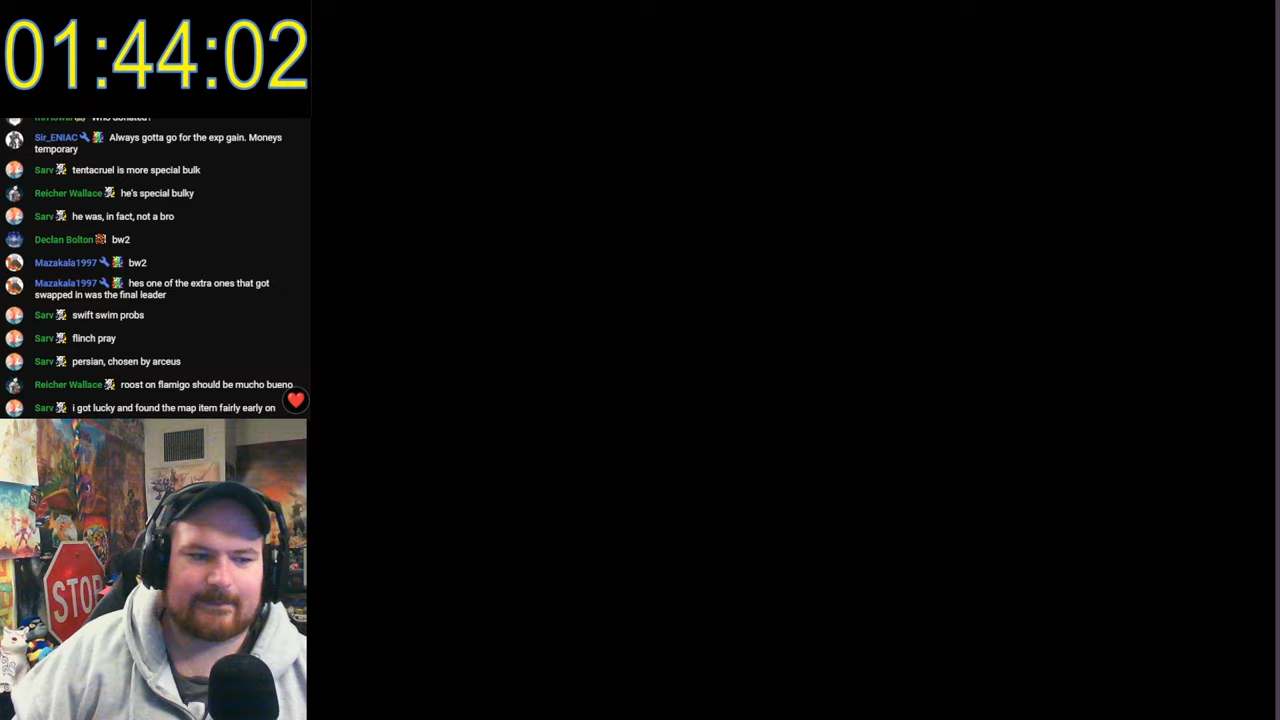 01:44:02
Who donated?
Sir_ENIAC Always gotta go for the exp gain. Moneys
temporary
Sarv tentacruel is more special bulk
Reicher Wallace he's special bulky
Sarv he was, in fact, not a bro
Declan Bolton bw2
Mazakala1997 bw2
Mazakala1997 hes one of the extra ones that got
swapped in was the final leader
Sarv swift swim probs
Sarv flinch pray
Sarv persian, chosen by arceus
Reicher Wallace roost on flamigo should be mucho bueno
Sarv i got lucky and found the map item fairly early on
STOP